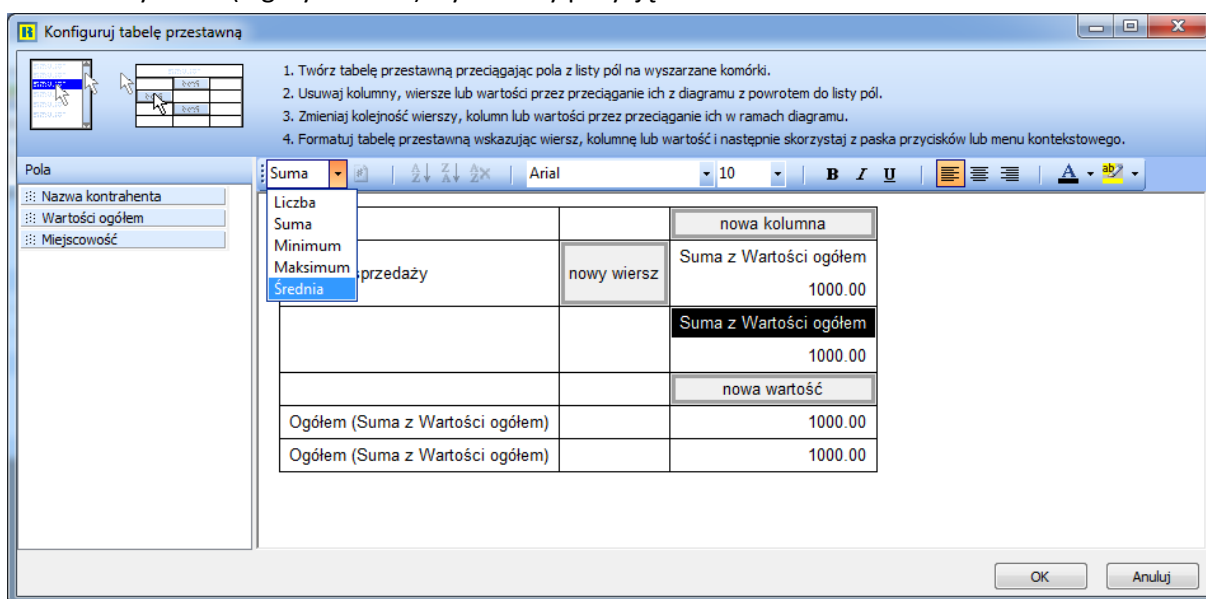 Konfiguruj tabelę przestawną
1. Twórz tabelę przestawną przeciągając pola z listy pól na wyszarzane komórki.
2. Usuwaj kolumny, wiersze lub wartości przez przeciąganie ich z diagramu z powrotem do listy pól.
3. Zmieniaj kolejność wierszy, kolumn lub wartości przez przeciąganie ich w ramach diagramu.
4. Formatuj tabelę przestawną wskazując wiersz, kolumnę lub wartość i następnie skorzystaj z paska przycisków lub menu kontekstowego.
Pola
Suma Arial 10 B I U A ab
Nazwa kontrahenta
Wartości ogółem
Miejscowość
Liczba
Suma
Minimum
Maksimum
Średnia
nowa kolumna
sprzedaży nowy wiersz Suma z Wartości ogółem
1000.00
Suma z Wartości ogółem
1000.00
nowa wartość
Ogółem (Suma z Wartości ogółem) 1000.00
Ogółem (Suma z Wartości ogółem) 1000.00
OK Anuluj